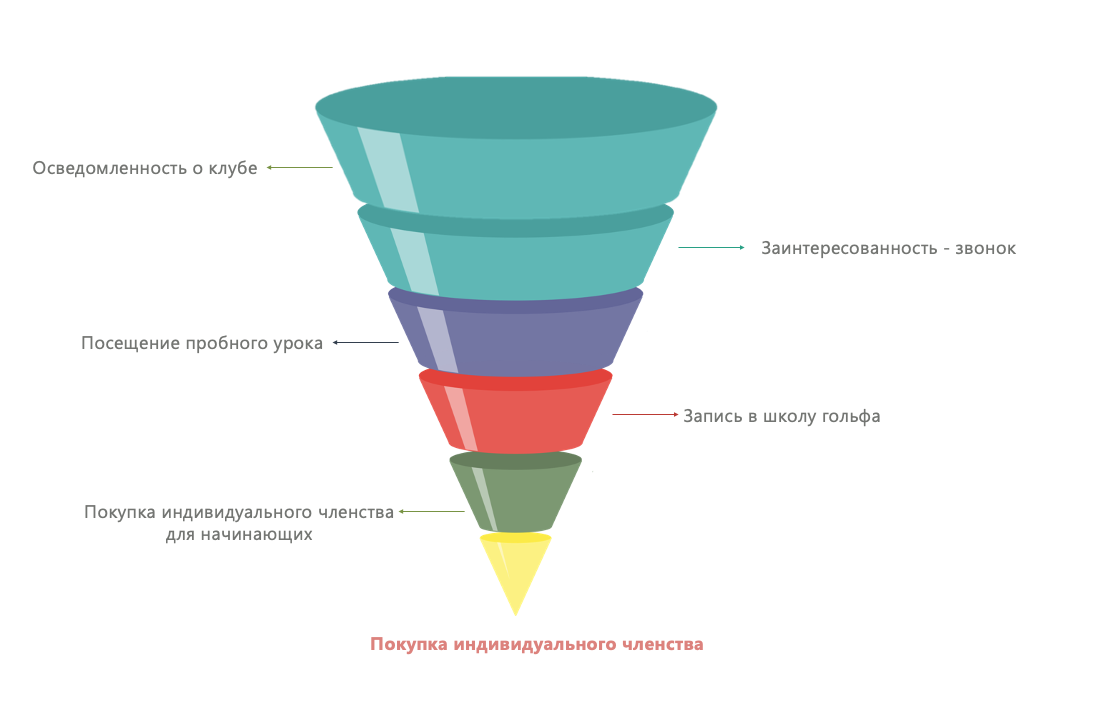 Осведомленность о клубе
Заинтересованность - звонок
Посещение пробного урока
Запись в школу гольфа
Покупка индивидуального членства
для начинающих
Покупка индивидуального членства